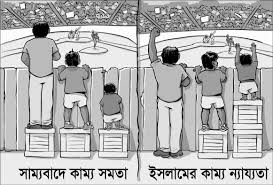 সাম্যবাদে কাম্য সমতা
ইসলামের কাম্য ন্যায্যতা